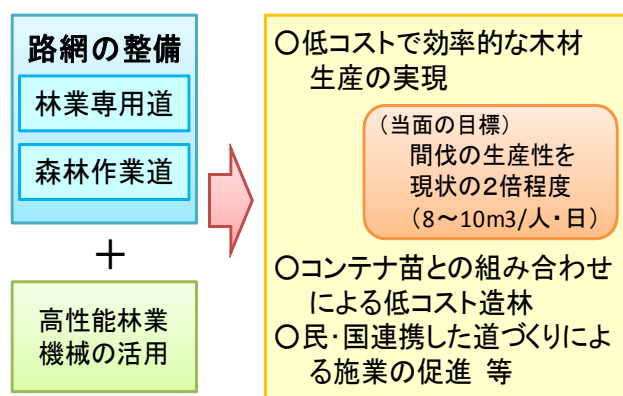 路網の整備
林業専用道
森林作業道
＋
高性能林業
機械の活用
○低コストで効率的な木材
生産の実現
（当面の目標）
間伐の生産性を
現状の２倍程度
（8～10m3/人・日）
○コンテナ苗との組み合わせ
による低コスト造林
○民・国連携した道づくりによ
る施業の促進 等